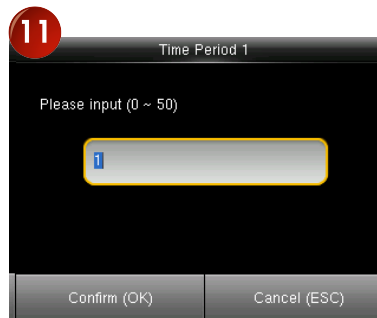 11
Time Period 1
Please input (0 ~ 50)
1
Confirm (OK)
Cancel (ESC)